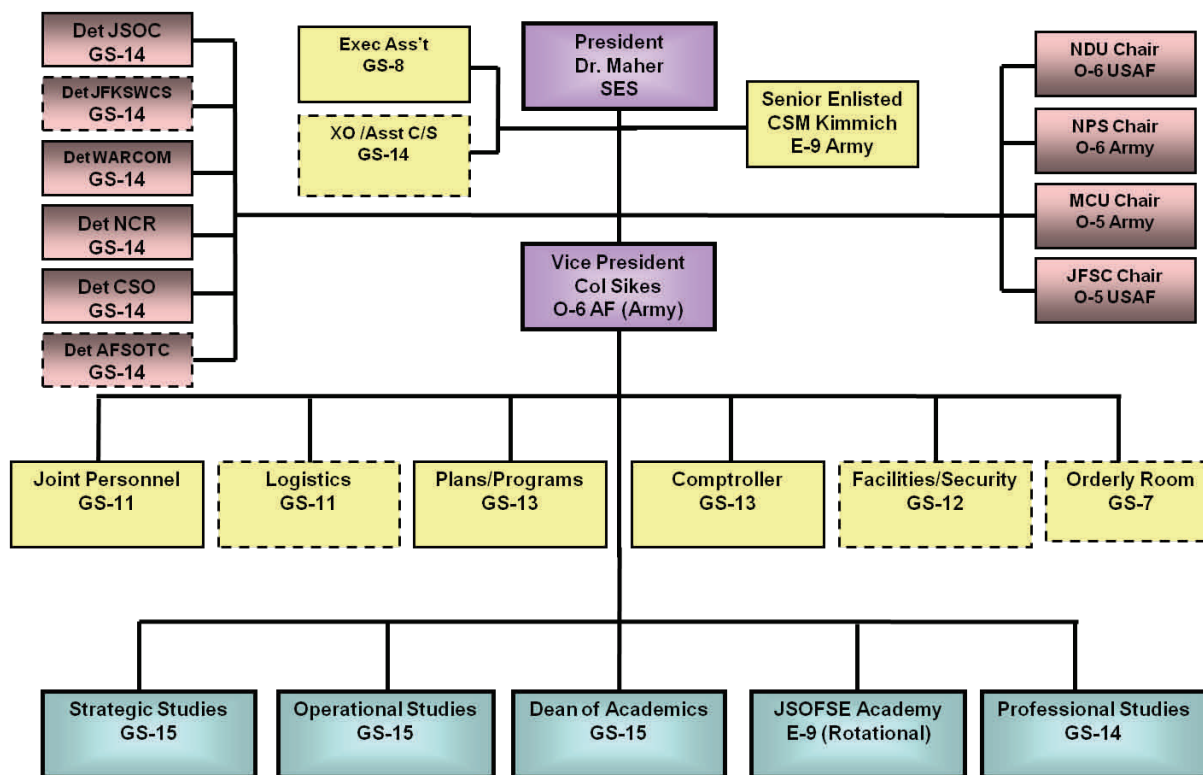 Det JSOC
GS-14
Det JFKSWCS
GS-14
Det WARCOM
GS-14
Det NCR
GS-14
Det CSO
GS-14
Det AFSOTC
GS-14
Exec Ass't
GS-8
XO /Asst C/S
GS-14
President
Dr. Maher
SES
Senior Enlisted
CSM Kimmich
E-9 Army
NDU Chair
O-6 USAF
NPS Chair
O-6 Army
MCU Chair
O-5 Army
JFSC Chair
O-5 USAF
Vice President
Col Sikes
O-6 AF (Army)
Joint Personnel
GS-11
Logistics
GS-11
Plans/Programs
GS-13
Comptroller
GS-13
Facilities/Security
GS-12
Orderly Room
GS-7
Strategic Studies
GS-15
Operational Studies
GS-15
Dean of Academics
GS-15
JSOFSE Academy
E-9 (Rotational)
Professional Studies
GS-14